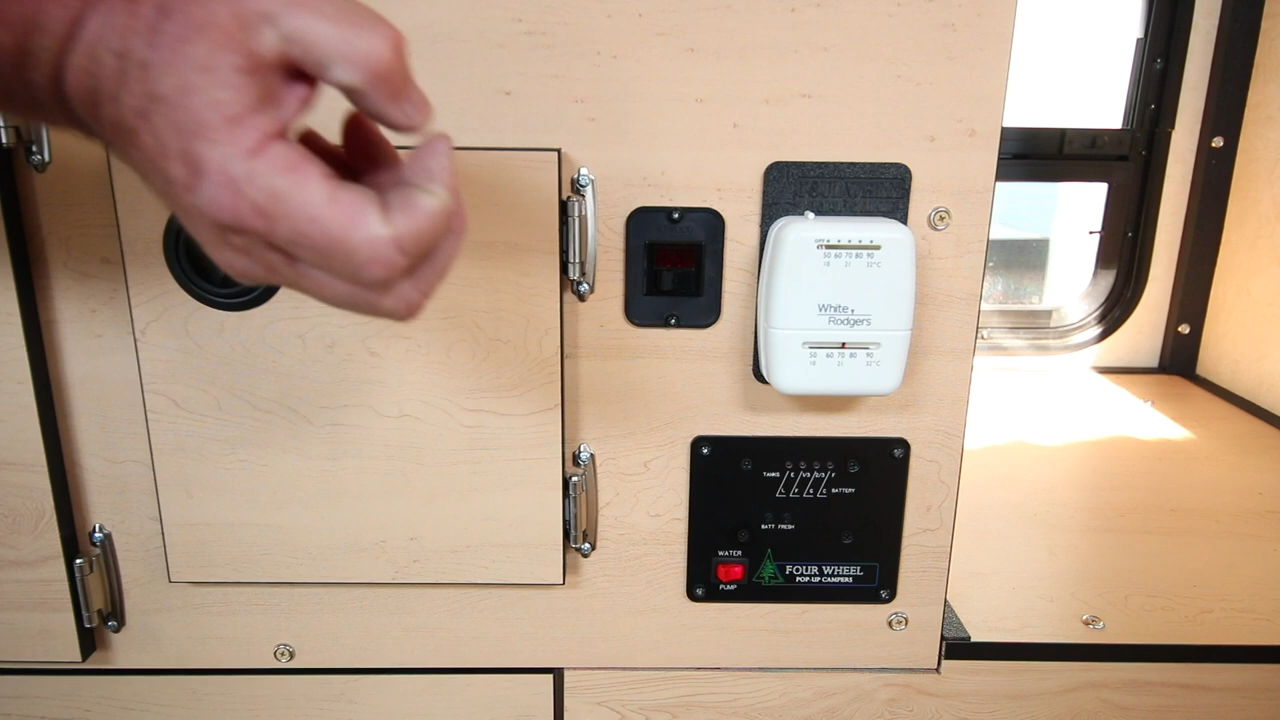 OFF
50 60 70 80 90
10 21 32°C
White
Rodgers
50 60 70 80 90
10 21 32°C
TANKS E 1/3 2/3 F
L F G C BATTERY
BATT FRESH
WATER
PUMP
FOUR WHEEL
POP-UP CAMPERS